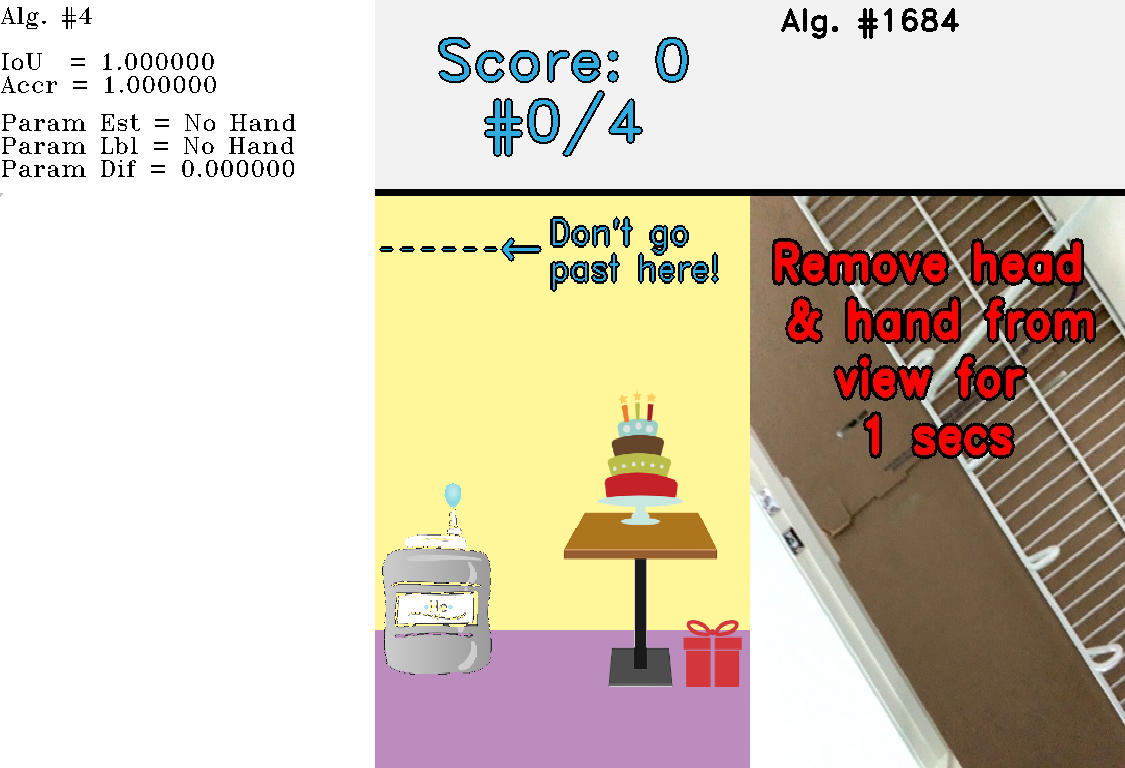 Alg. #4
IoU = 1.000000
Accr = 1.000000
Param Est = No Hand
Param Lbl = No Hand
Param Dif = 0.000000
Score: 0
#0/4
Alg. #1684
Don't go
past here!
Remove head
& hand from
view for
1 secs